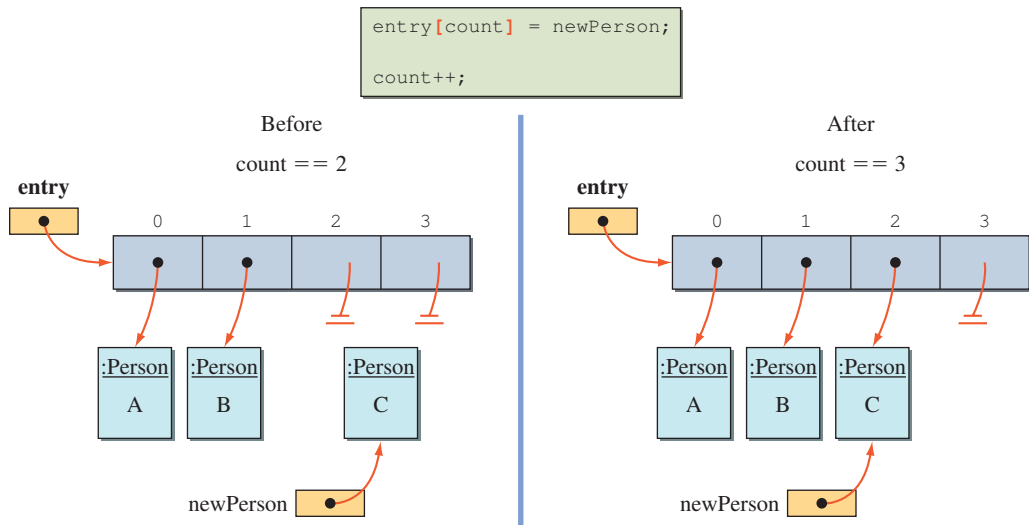 entry[count] = newPerson;
count++;
Before
count == 2
entry
0 1 2 3
:Person :Person :Person
A B C
newPerson
After
count == 3
entry
0 1 2 3
:Person :Person :Person
A B C
newPerson